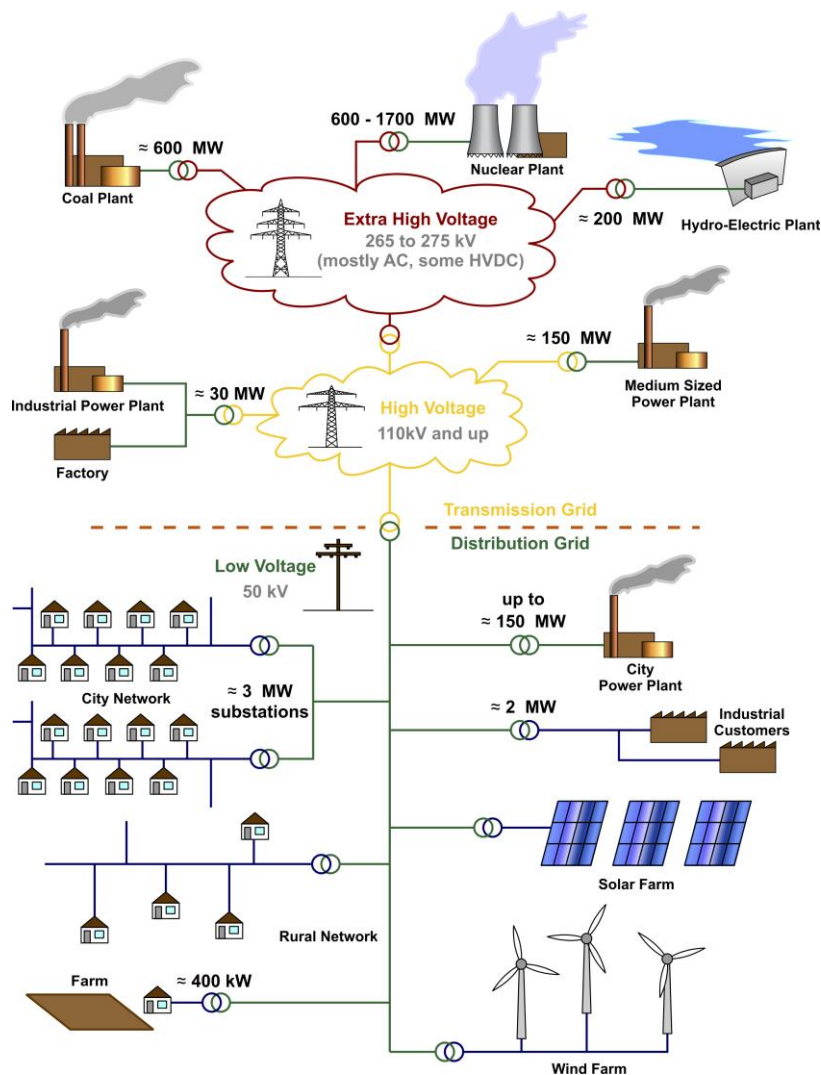 600 - 1700 MW
≈ 600 MW
Nuclear Plant
Coal Plant
Extra High Voltage
265 to 275 kV
(mostly AC, some HVDC)
≈ 200 MW
Hydro-Electric Plant
≈ 150 MW
Medium Sized
Power Plant
≈ 30 MW
Industrial Power Plant
High Voltage
110kV and up
Factory
Transmission Grid
Distribution Grid
Low Voltage
50 kV
up to
≈ 150 MW
City
Power Plant
City Network
≈ 3 MW
substations
≈ 2 MW
Industrial
Customers
Solar Farm
Rural Network
Farm
≈ 400 kW
Wind Farm